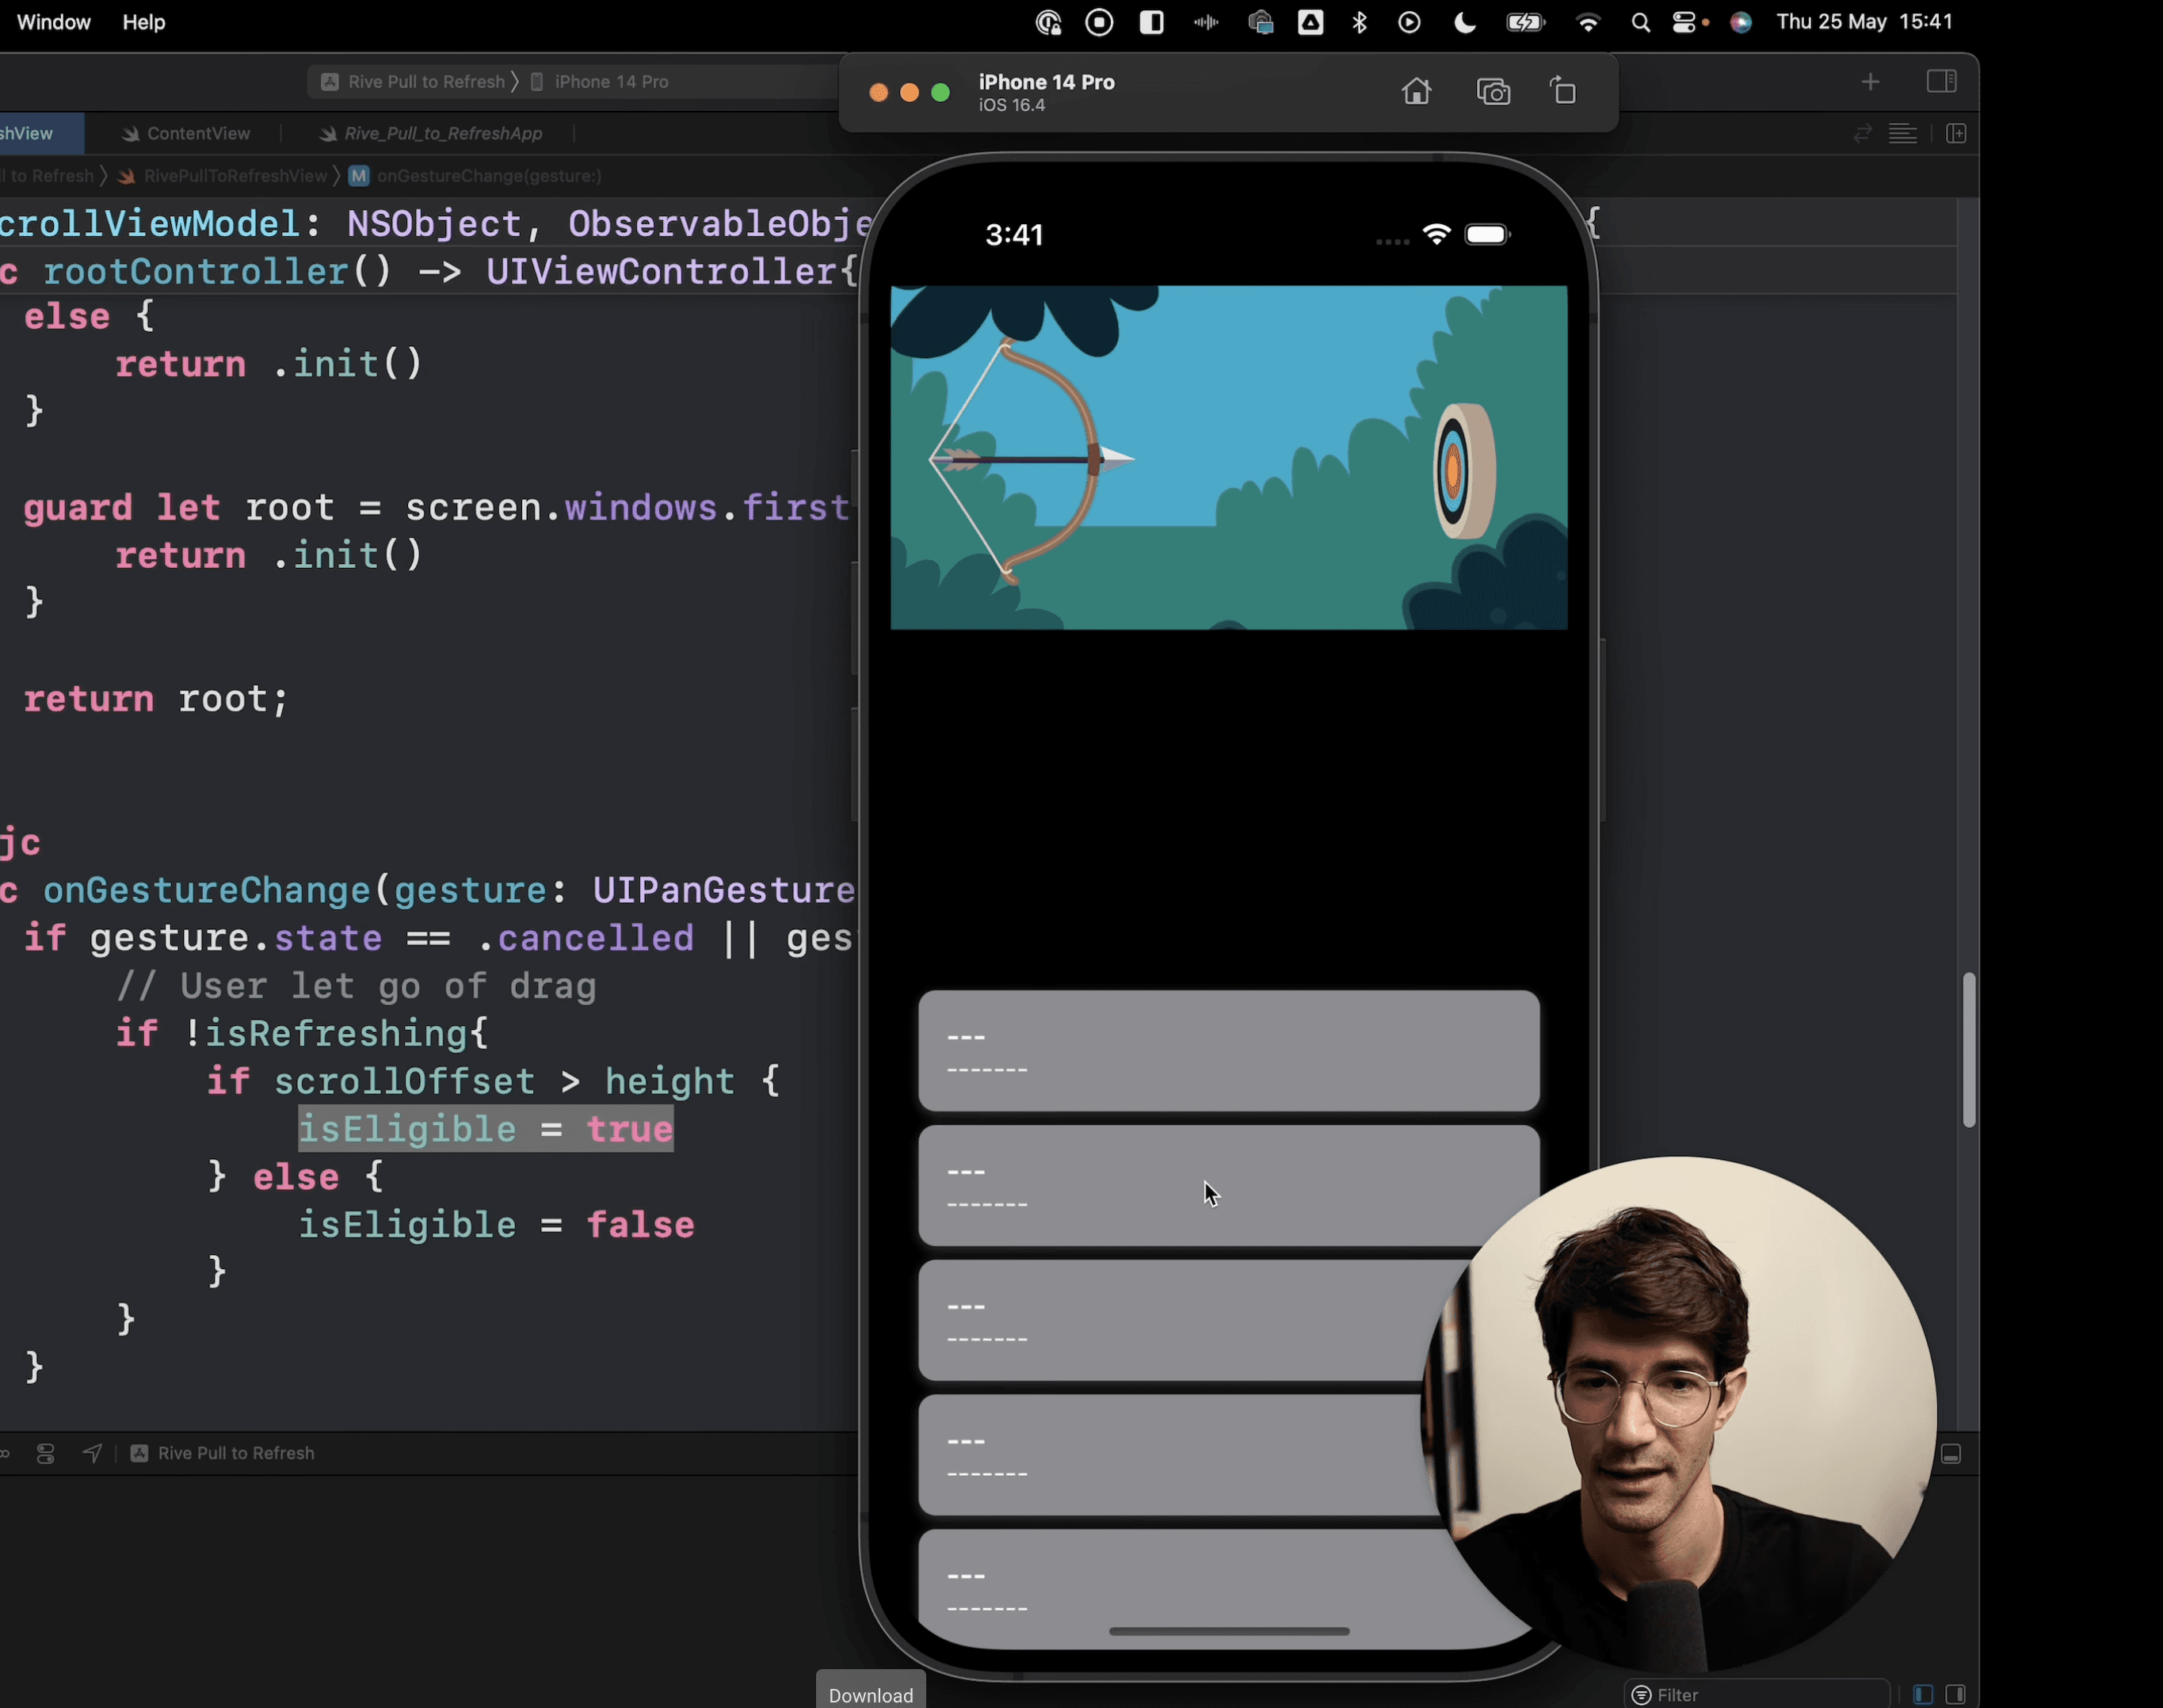 Window Help Thu 25 May 15:41
Rive Pull to Refresh iPhone 14 Pro
iPhone 14 Pro
iOS 16.4
shView ContentView Rive_Pull_to_RefreshApp
ll to Refresh RivePullToRefreshView M onGestureChange(gesture:)
crollViewModel: NSObject, ObservableObje {
c rootController() -> UIViewController{
else {
return .init()
}
guard let root = screen.windows.first
return .init()
}
return root;
jc
c onGestureChange(gesture: UIPanGesture
if gesture.state == .cancelled || ges
// User let go of drag
if !isRefreshing{
if scrollOffset > height {
isEligible = true
} else {
isEligible = false
}
}
}
Rive Pull to Refresh
3:41
---
-------
---
-------
---
-------
---
-------
---
-------
Download
Filter